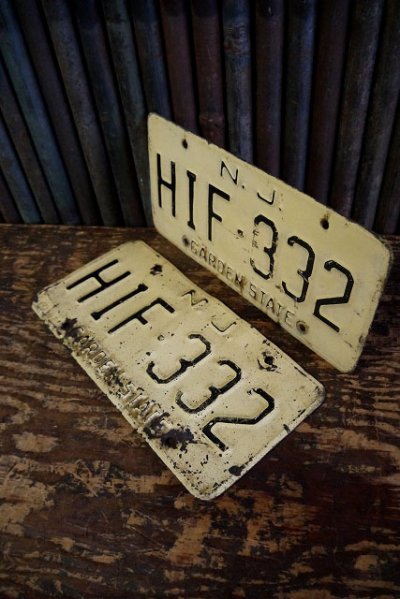 N.J.
HIF·332
GARDEN STATE
N.J.
HIF·332
GARDEN STATE